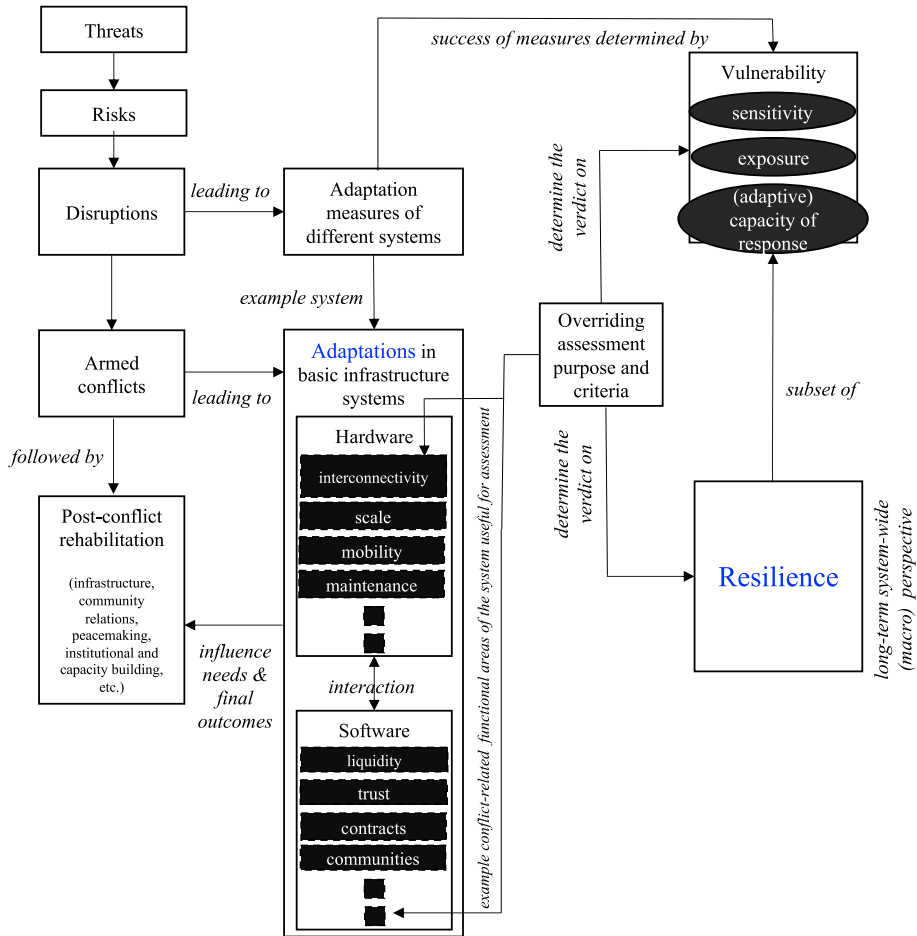 Threats
Risks
Disruptions
leading to
Adaptation
measures of
different systems
success of measures determined by
Vulnerability
sensitivity
exposure
(adaptive)
capacity of
response
determine the
verdict on
example system
Armed
conflicts
leading to
Adaptations in
basic infrastructure
systems
Overriding
assessment
purpose and
criteria
subset of
followed by
Hardware
interconnectivity
scale
mobility
maintenance
determine the
verdict on
example conflict-related functional areas of the system useful for assessment
Post-conflict
rehabilitation
(infrastructure,
community
relations,
peacemaking,
institutional and
capacity building,
etc.)
influence
needs &
final
outcomes
interaction
Resilience
long-term system-wide
(macro) perspective
Software
liquidity
trust
contracts
communities